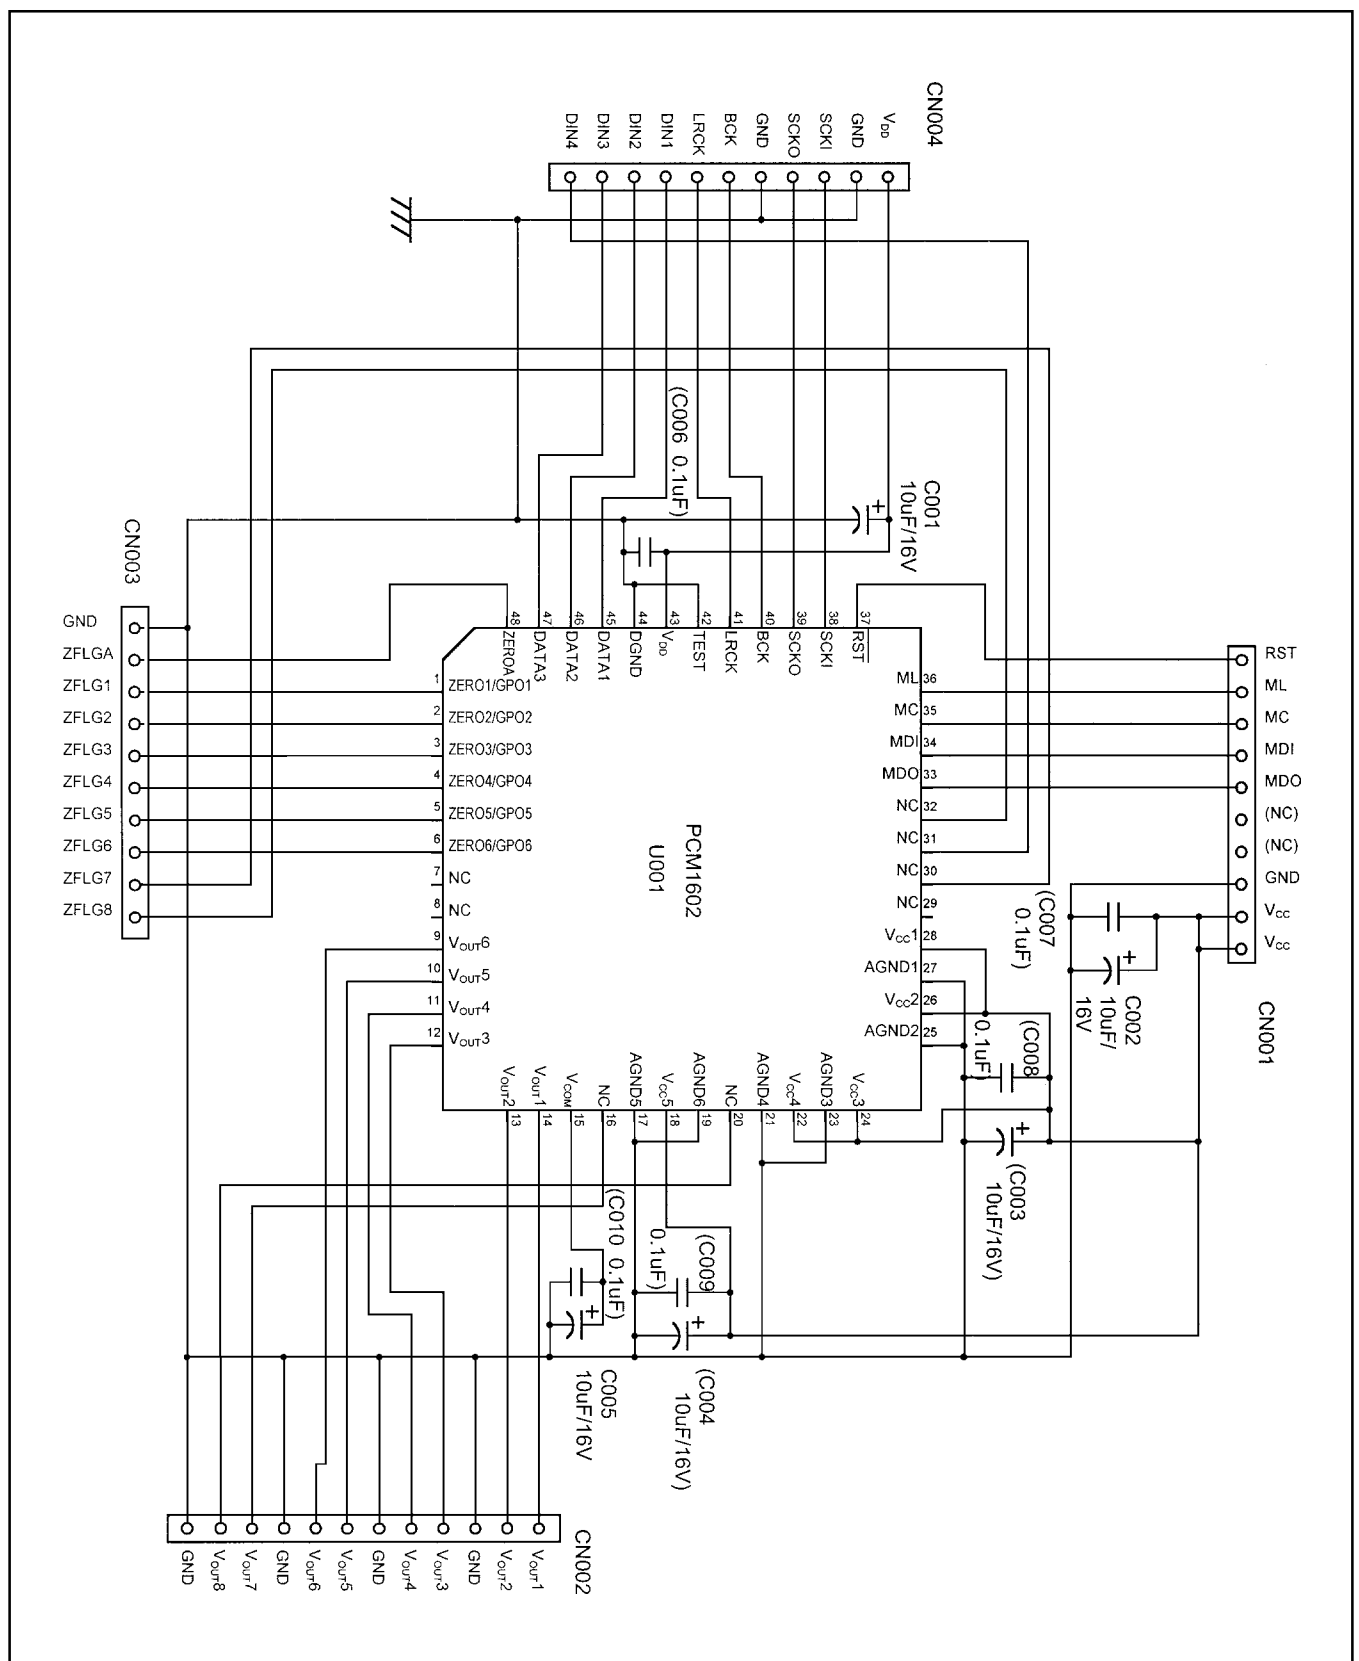 CN004
DIN4
DIN3
DIN2
DIN1
LRCK
BCK
GND
SCKO
SCKI
GND
VDD
(C006 0.1uF)
C001
10uF/16V
+
CN003
GND
ZFLGA
ZFLG1
ZFLG2
ZFLG3
ZFLG4
ZFLG5
ZFLG6
ZFLG7
ZFLG8
48
47
46
45
44
43
42
41
40
39
38
37
ZEROA
DATA3
DATA2
DATA1
DGND
VDD
TEST
LRCK
BCK
SCKO
SCKI
RST
1 ZERO1/GPO1
2 ZERO2/GPO2
3 ZERO3/GPO3
4 ZERO4/GPO4
5 ZERO5/GPO5
6 ZERO6/GPO6
7 NC
8 NC
9 VOUT6
10 VOUT5
11 VOUT4
12 VOUT3
PCM1602
U001
ML 36
MC 35
MDI 34
MDO 33
NC 32
NC 31
NC 30
NC 29
VCC1 28
AGND1 27
VCC2 26
AGND2 25
VOUT2 13
VOUT1 14
VCOM 15
NC 16
AGND5 17
VCC5 18
AGND6 19
NC 20
AGND4 21
VCC4 22
AGND3 23
VCC3 24
RST
ML
MC
MDI
MDO
(NC)
(NC)
GND
VCC
VCC
CN001
(C007
0.1uF)
+
C002
10uF/
16V
(C008
0.1uF)
+
(C003
10uF/16V)
(C010 0.1uF)
(C009
0.1uF)
+
+
C005
10uF/16V
(C004
10uF/16V)
CN002
GND
VOUT8
VOUT7
GND
VOUT6
VOUT5
GND
VOUT4
VOUT3
GND
VOUT2
VOUT1